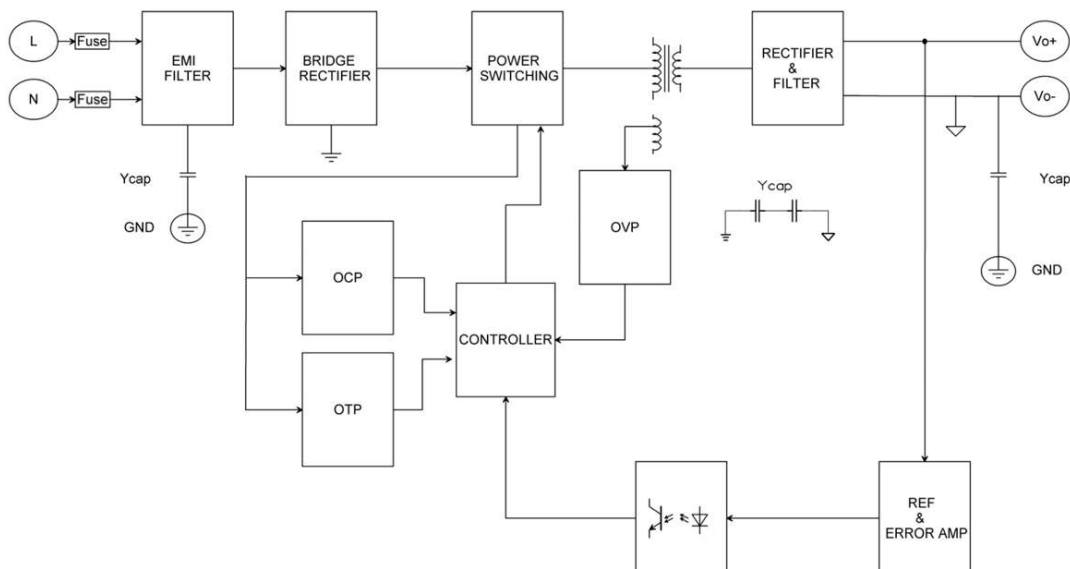 L
Fuse
N
Fuse
EMI
FILTER
BRIDGE
RECTIFIER
POWER
SWITCHING
RECTIFIER
&
FILTER
Vo+
Vo-
Ycap
GND
OCP
OTP
CONTROLLER
OVP
Ycap
Ycap
GND
REF
&
ERROR AMP